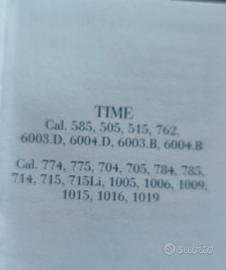 TIME
Cal. 585, 505, 515, 762,
6003.D, 6004.D, 6003.B, 6004.B
Cal. 774, 775, 704, 705, 784, 785,
714, 715, 715Li, 1005, 1006, 1009,
1015, 1016, 1019
subito